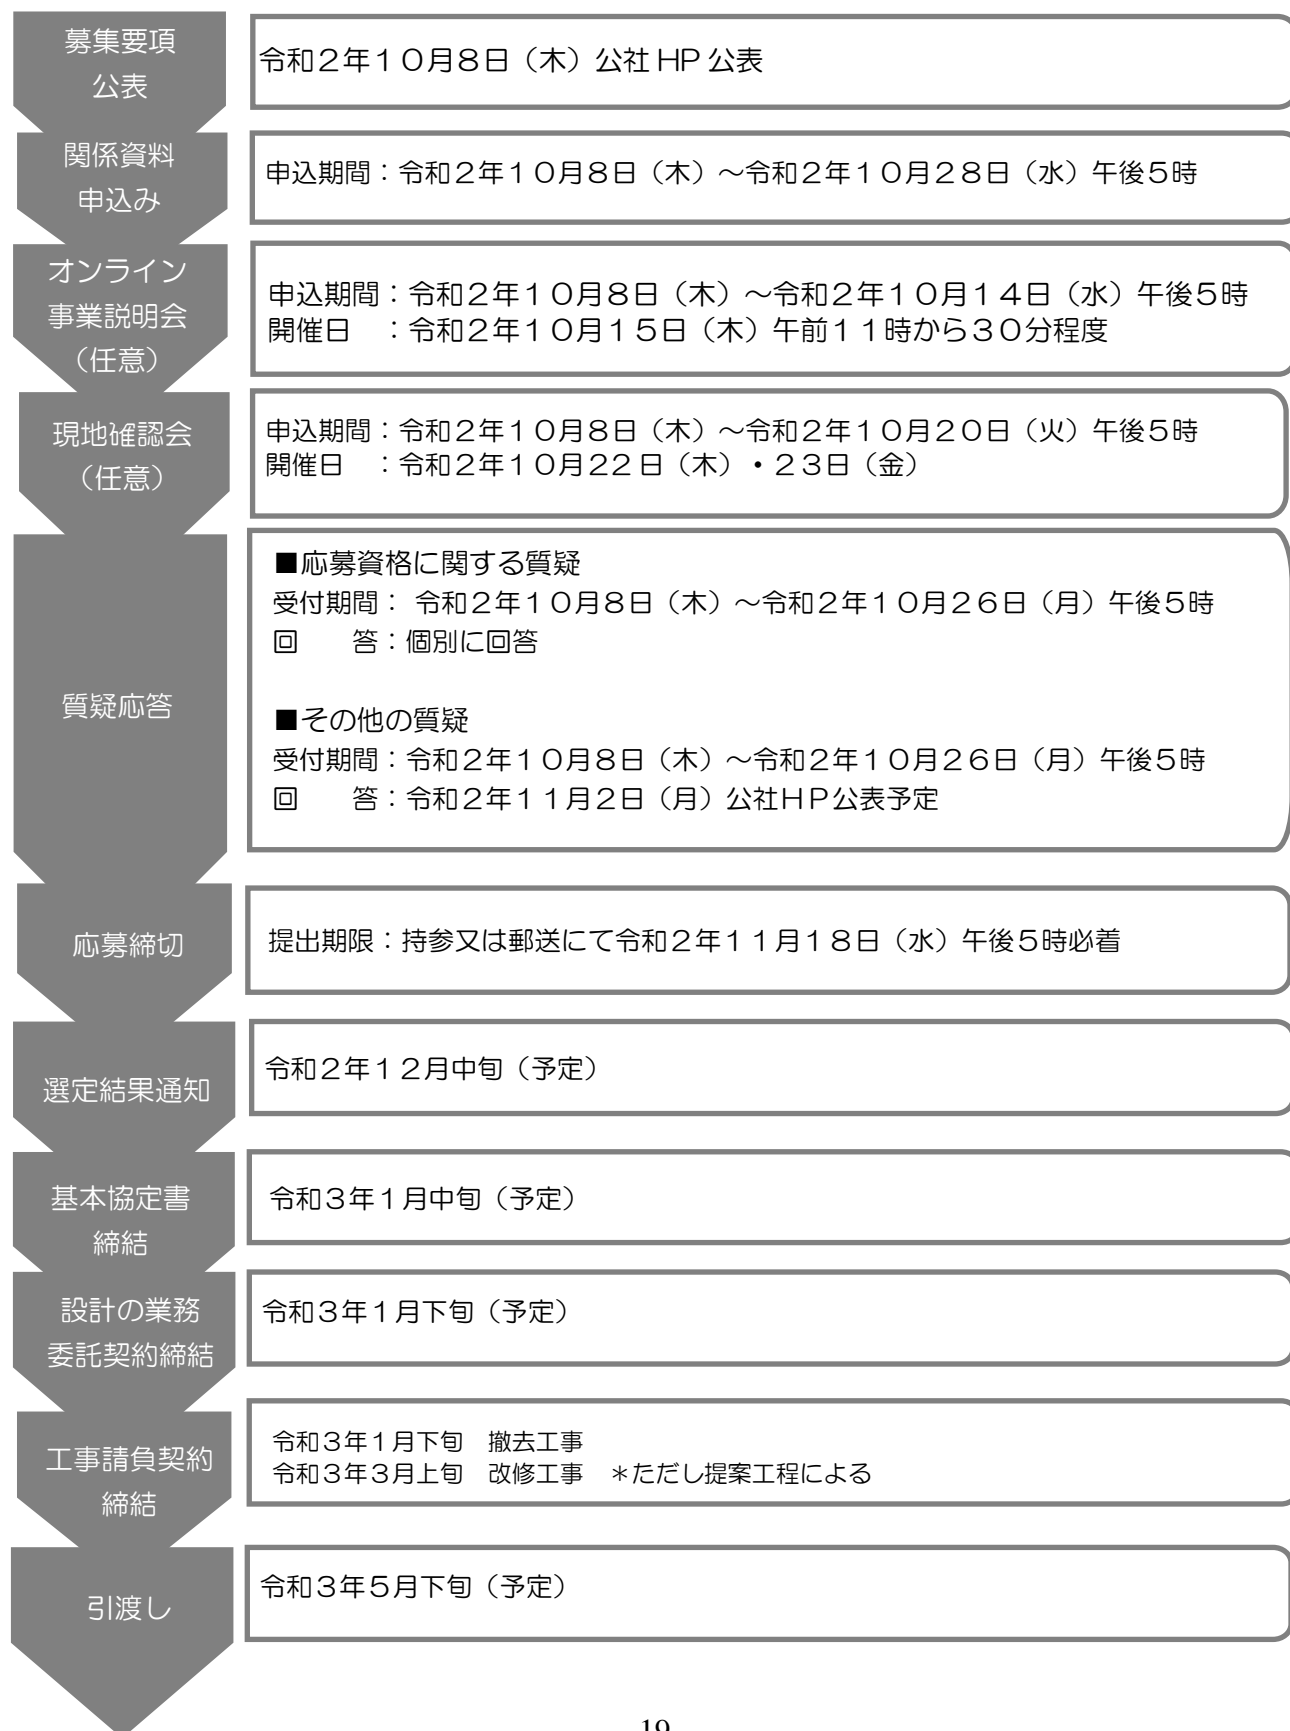 募集要項
公表
令和２年１０月８日（木）公社 HP 公表
関係資料
申込み
申込期間：令和２年１０月８日（木）～令和２年１０月２８日（水）午後５時
オンライン
事業説明会
（任意）
申込期間：令和２年１０月８日（木）～令和２年１０月１４日（水）午後５時
開催日　：令和２年１０月１５日（木）午前１１時から３０分程度
現地確認会
（任意）
申込期間：令和２年１０月８日（木）～令和２年１０月２０日（火）午後５時
開催日　：令和２年１０月２２日（木）・２３日（金）
質疑応答
■応募資格に関する質疑
受付期間： 令和２年１０月８日（木）～令和２年１０月２６日（月）午後５時
回　　答：個別に回答
■その他の質疑
受付期間：令和２年１０月８日（木）～令和２年１０月２６日（月）午後５時
回　　答：令和２年１１月２日（月）公社ＨＰ公表予定
応募締切
提出期限：持参又は郵送にて令和２年１１月１８日（水）午後５時必着
選定結果通知
令和２年１２月中旬（予定）
基本協定書
締結
令和３年１月中旬（予定）
設計の業務
委託契約締結
令和３年１月下旬（予定）
工事請負契約
締結
令和３年１月下旬　撤去工事
令和３年３月上旬　改修工事　＊ただし提案工程による
引渡し
令和３年５月下旬（予定）
19